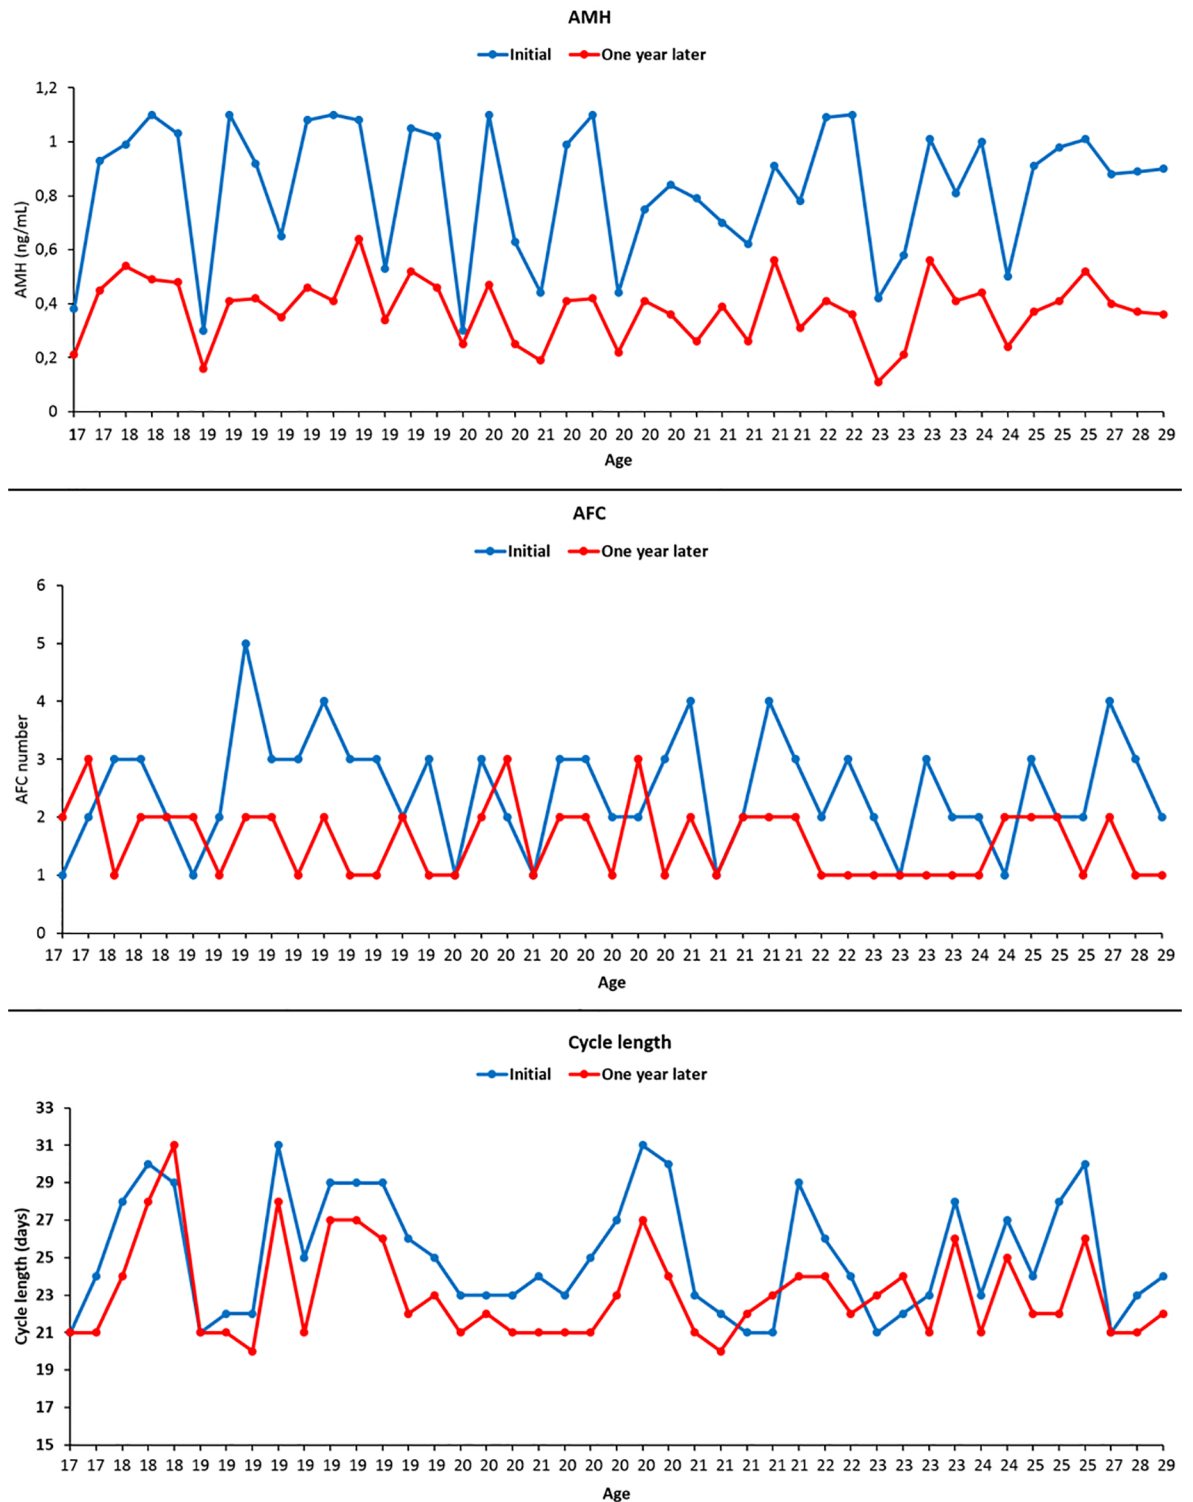 AMH
Initial One year later
1,2
1
0,8
0,6
0,4
0,2
0
AMH (ng/mL)
17 17 18 18 18 19 19 19 19 19 19 19 19 19 19 20 20 20 21 20 20 20 20 20 21 21 21 21 21 22 22 23 23 23 23 24 24 25 25 25 27 28 29
Age
AFC
Initial One year later
6
5
4
3
2
1
0
AFC number
17 17 18 18 18 19 19 19 19 19 19 19 19 19 19 20 20 20 21 20 20 20 20 20 21 21 21 21 21 22 22 23 23 23 23 24 24 25 25 25 27 28 29
Age
Cycle length
Initial One year later
33
31
29
27
25
23
21
19
17
15
Cycle length (days)
17 17 18 18 18 19 19 19 19 19 19 19 19 19 19 20 20 20 21 20 20 20 20 20 21 21 21 21 21 22 22 23 23 23 23 24 24 25 25 25 27 28 29
Age